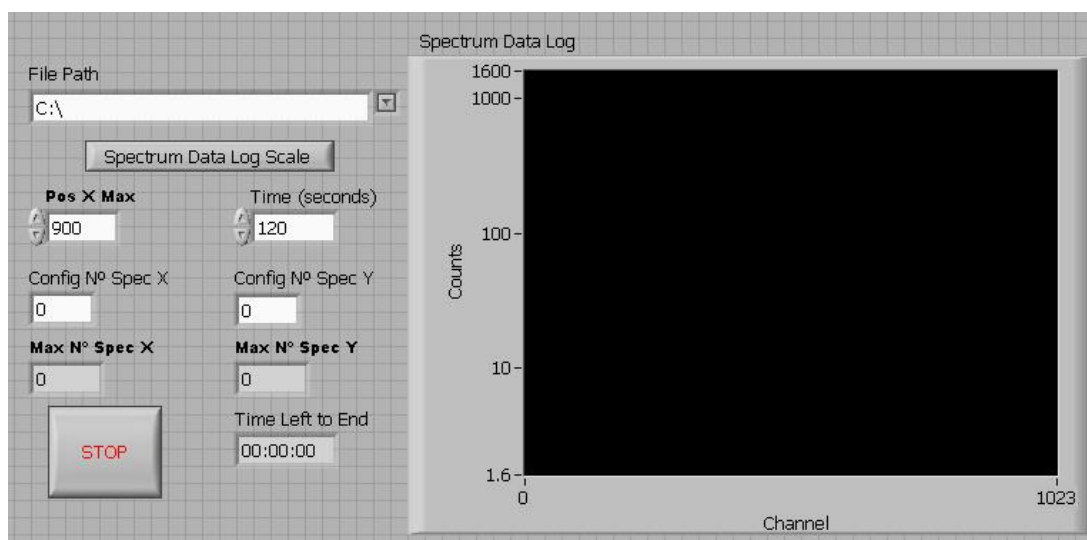 Spectrum Data Log
File Path
C:\
Spectrum Data Log Scale
Pos X Max
Time (seconds)
900
120
Config Nº Spec X
Config Nº Spec Y
0
0
Max N° Spec X
Max N° Spec Y
0
0
STOP
Time Left to End
00:00:00
1600
1000
100
10
1.6
Counts
0
1023
Channel